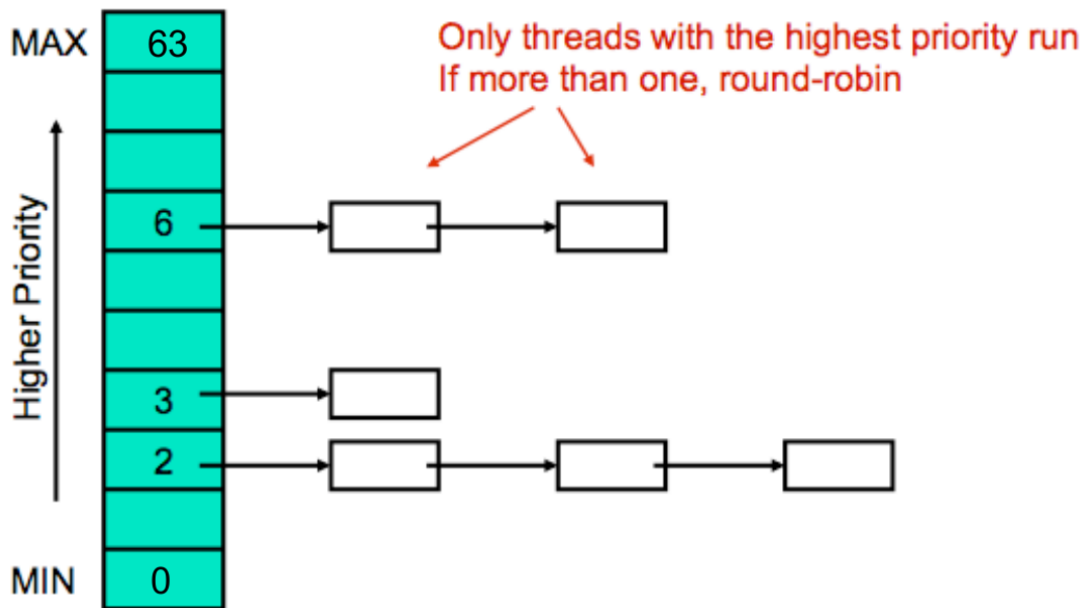 MAX
63
Only threads with the highest priority run
If more than one, round-robin
Higher Priority
6
3
2
MIN
0